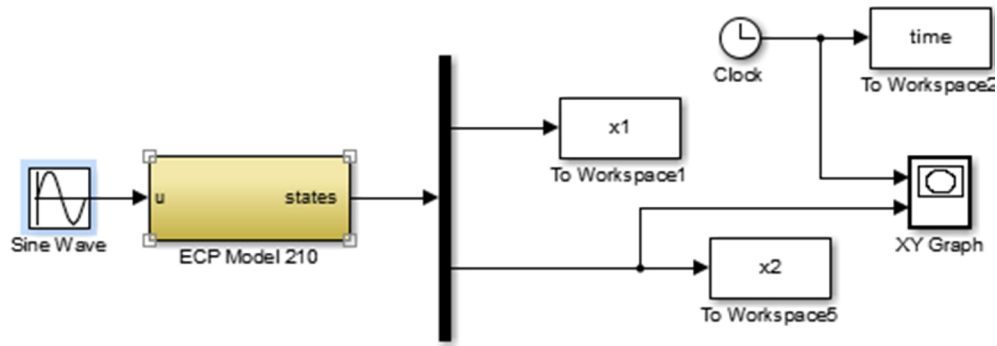 time
Clock
To Workspace2
x1
To Workspace1
u
states
Sine Wave
ECP Model 210
XY Graph
x2
To Workspace5